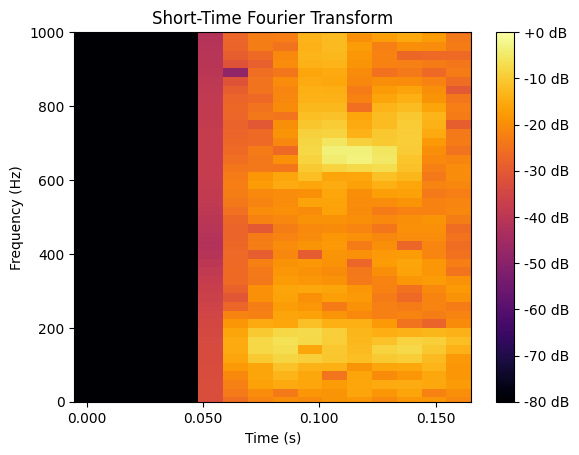 Short-Time Fourier Transform
1000
800
600
400
200
0
Frequency (Hz)
0.000
0.050
0.100
0.150
Time (s)
+0 dB
-10 dB
-20 dB
-30 dB
-40 dB
-50 dB
-60 dB
-70 dB
-80 dB